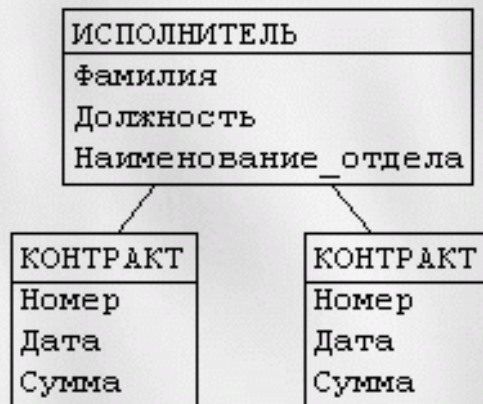 ИСПОЛНИТЕЛЬ
Фамилия
Должность
Наименование_отдела
КОНТРАКТ
Номер
Дата
Сумма
КОНТРАКТ
Номер
Дата
Сумма